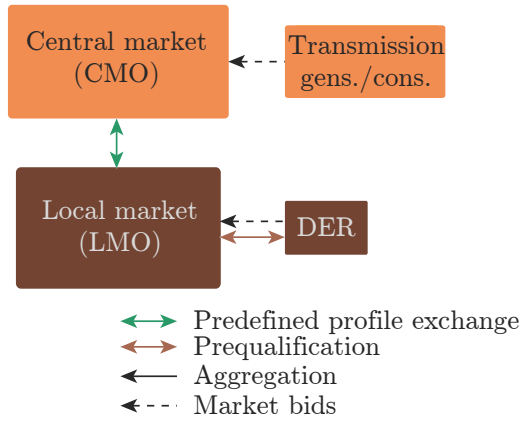 Central market
(CMO)
Transmission
gens./cons.
Local market
(LMO)
DER
Predefined profile exchange
Prequalification
Aggregation
Market bids